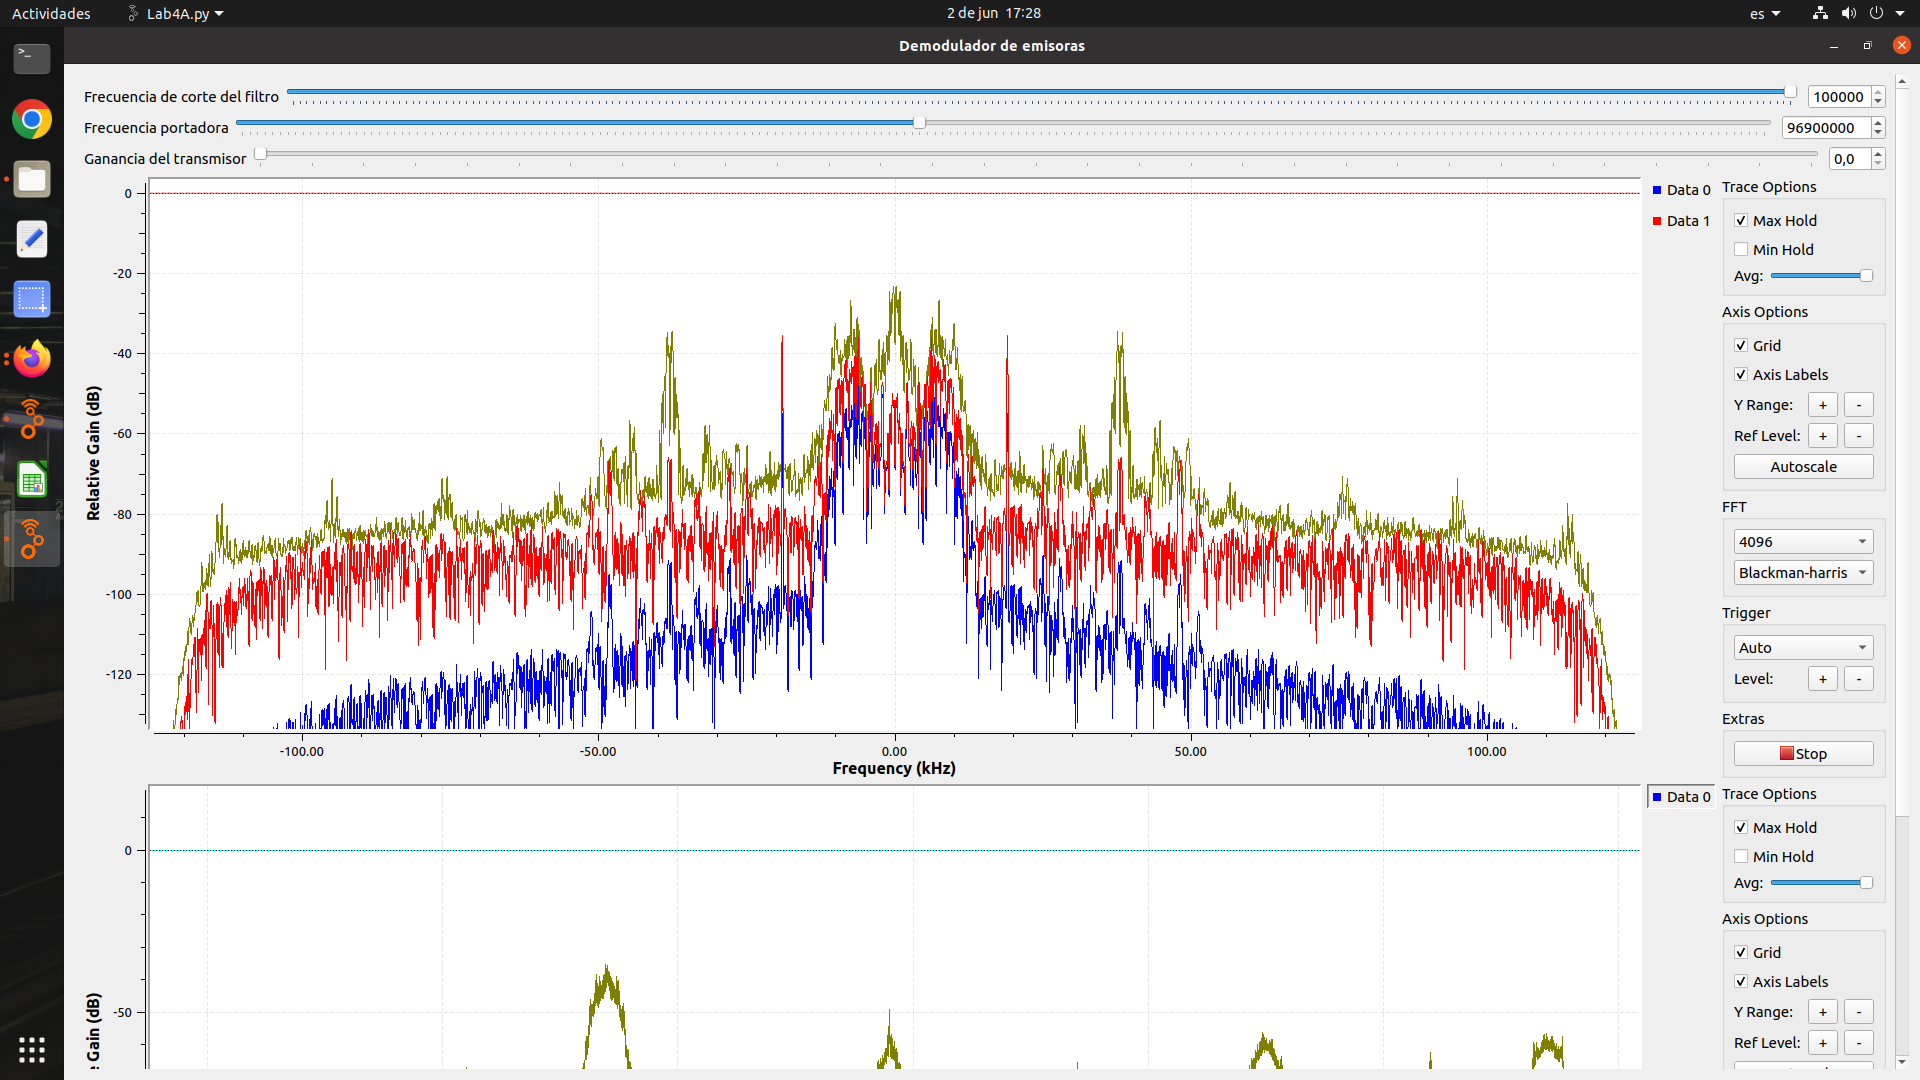 Actividades
Lab4A.py
2 de jun 17:28
es
Demodulador de emisoras
Frecuencia de corte del filtro
100000
Frecuencia portadora
96900000
Ganancia del transmisor
0,0
0
-20
-40
-60
-80
-100
-120
Relative Gain (dB)
-100.00
-50.00
0.00
50.00
100.00
Frequency (kHz)
Data 0
Data 1
Trace Options
Max Hold
Min Hold
Avg:
Axis Options
Grid
Axis Labels
Y Range:
+
-
Ref Level:
+
-
Autoscale
FFT
4096
Blackman-harris
Trigger
Auto
Level:
+
-
Extras
Stop
0
-50
e Gain (dB)
Data 0
Trace Options
Max Hold
Min Hold
Avg:
Axis Options
Grid
Axis Labels
Y Range:
+
-
Ref Level:
+
-